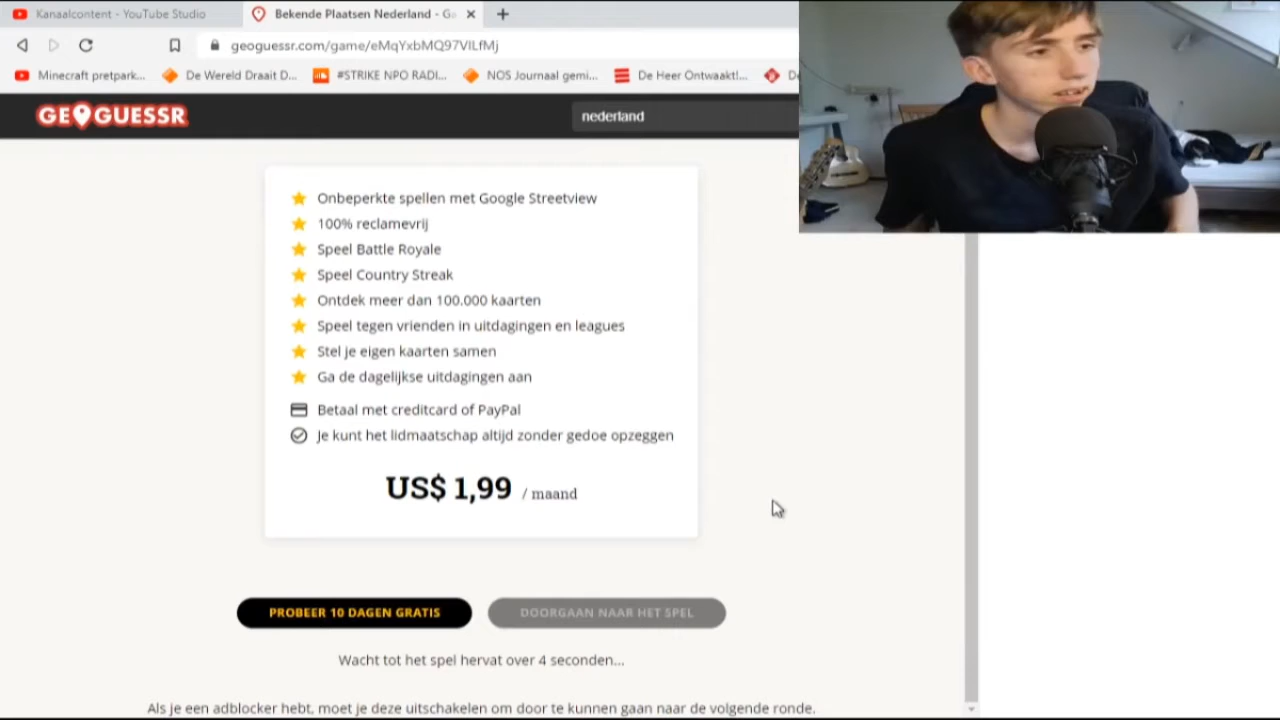 Kanaalcontent - YouTube Studio
Bekende Plaatsen Nederland - Ge
geoguessr.com/game/eMqYxbMQ97VILfMj
Minecraft pretpark...
De Wereld Draait D...
#STRIKE NPO RADI...
NOS Journaal gemi...
De Heer Ontwaakt!...
GEOGUESSR
nederland
Onbeperkte spellen met Google Streetview
100% reclamevrij
Speel Battle Royale
Speel Country Streak
Ontdek meer dan 100.000 kaarten
Speel tegen vrienden in uitdagingen en leagues
Stel je eigen kaarten samen
Ga de dagelijkse uitdagingen aan
Betaal met creditcard of PayPal
Je kunt het lidmaatschap altijd zonder gedoe opzeggen
US$ 1,99 / maand
PROBEER 10 DAGEN GRATIS
DOORGAAN NAAR HET SPEL
Wacht tot het spel hervat over 4 seconden...
Als je een adblocker hebt, moet je deze uitschakelen om door te kunnen gaan naar de volgende ronde.